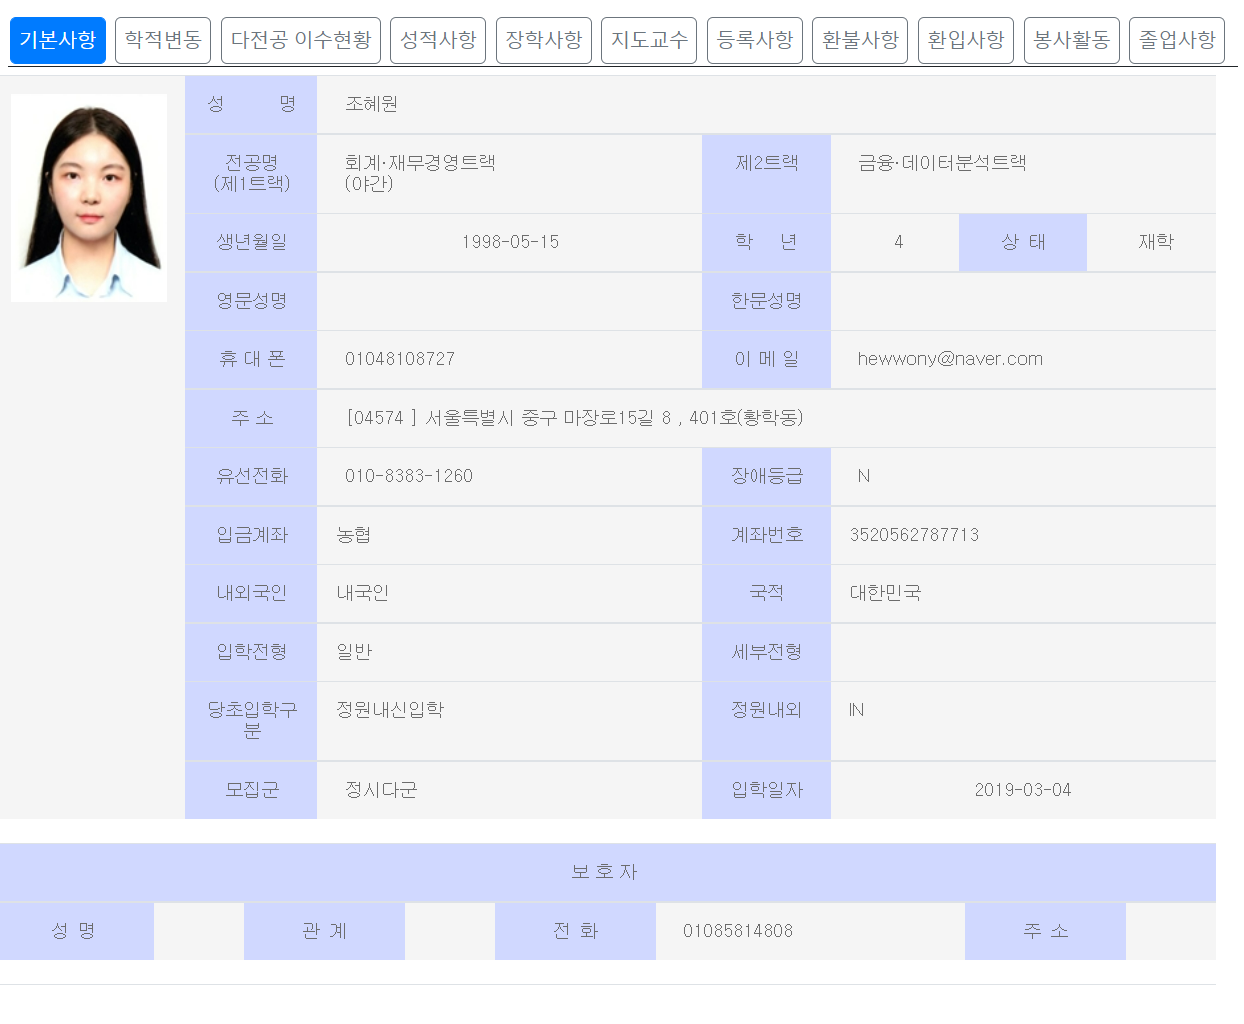 기본사항 학적변동 다전공 이수현황 성적사항 장학사항 지도교수 등록사항 환불사항 환입사항 봉사활동 졸업사항
성 명 조혜원
전공명 회계·재무경영트랙 제2트랙 금융·데이터분석트랙
(제1트랙) (야간)
생년월일 1998-05-15 학 년 4 상 태 재학
영문성명 한문성명
휴 대 폰 01048108727 이 메 일 hewwony@naver.com
주 소 [04574 ] 서울특별시 중구 마장로15길 8 , 401호(황학동)
유선전화 010-8383-1260 장애등급 N
입금계좌 농협 계좌번호 3520562787713
내외국인 내국인 국적 대한민국
입학전형 일반 세부전형
당초입학구 정원내신입학 정원내외 IN
분
모집군 정시다군 입학일자 2019-03-04
보 호 자
성 명 관 계 전 화 01085814808 주 소